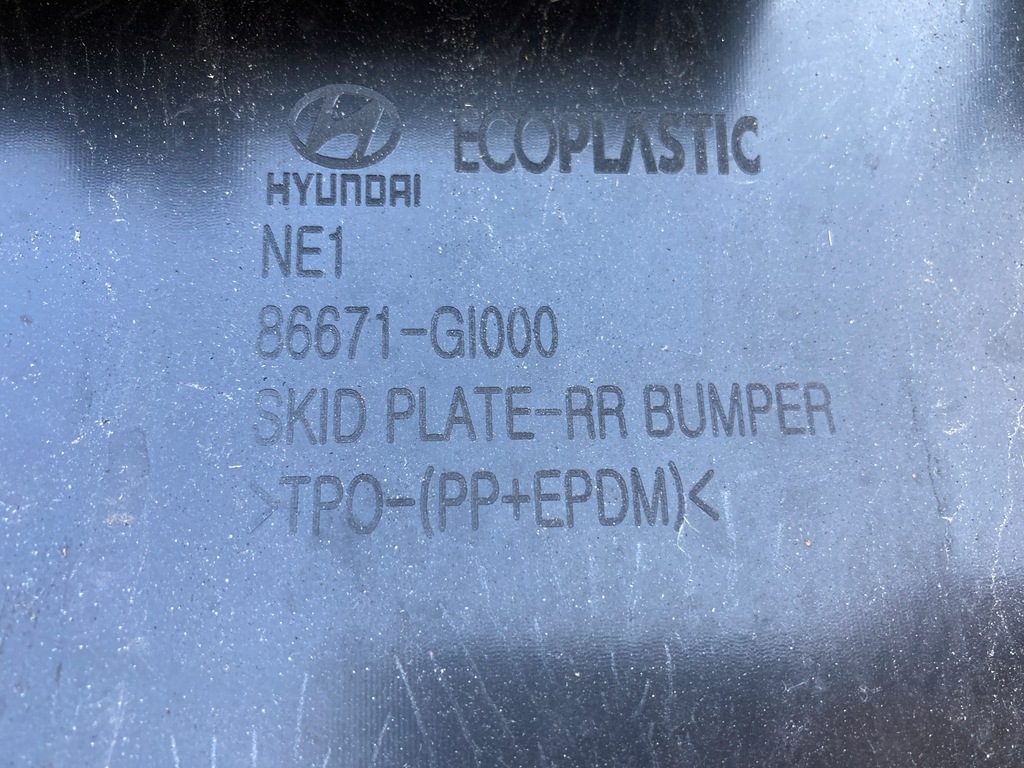 HYUNDAI ECOPLASTIC
NE1
86671-GI000
SKID PLATE-RR BUMPER
>TPO-(PP+EPDM)<